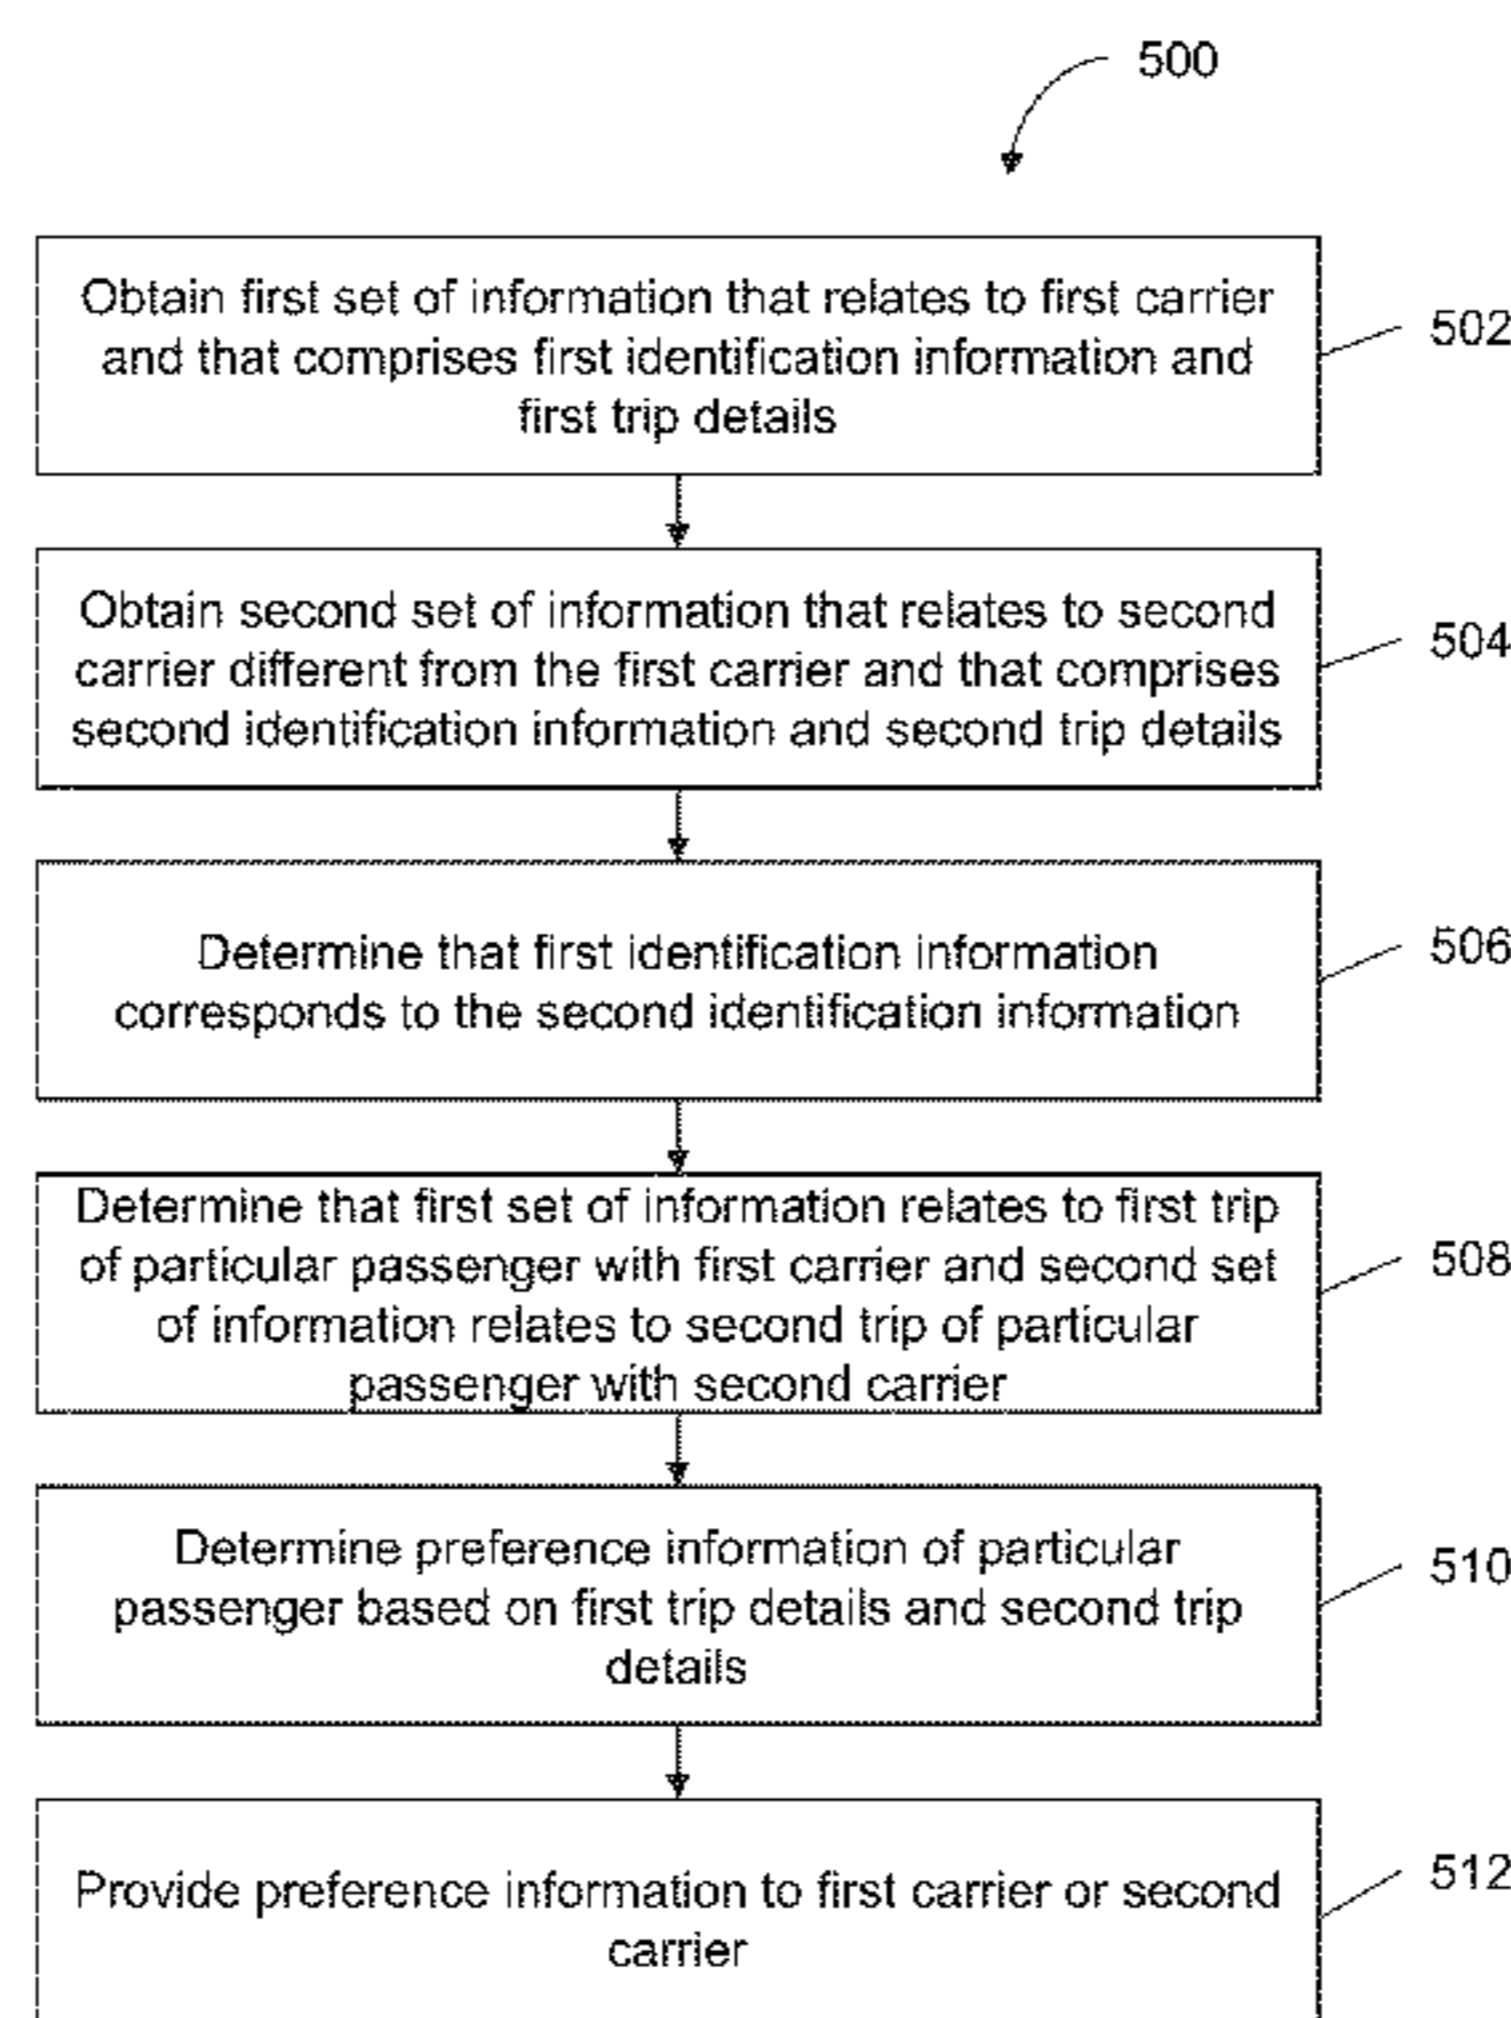 500
Obtain first set of information that relates to first carrier
and that comprises first identification information and
first trip details
502
Obtain second set of information that relates to second
carrier different from the first carrier and that comprises
second identification information and second trip details
504
Determine that first identification information
corresponds to the second identification information
506
Determine that first set of information relates to first trip
of particular passenger with first carrier and second set
of information relates to second trip of particular
passenger with second carrier
508
Determine preference information of particular
passenger based on first trip details and second trip
details
510
Provide preference information to first carrier or second
carrier
512